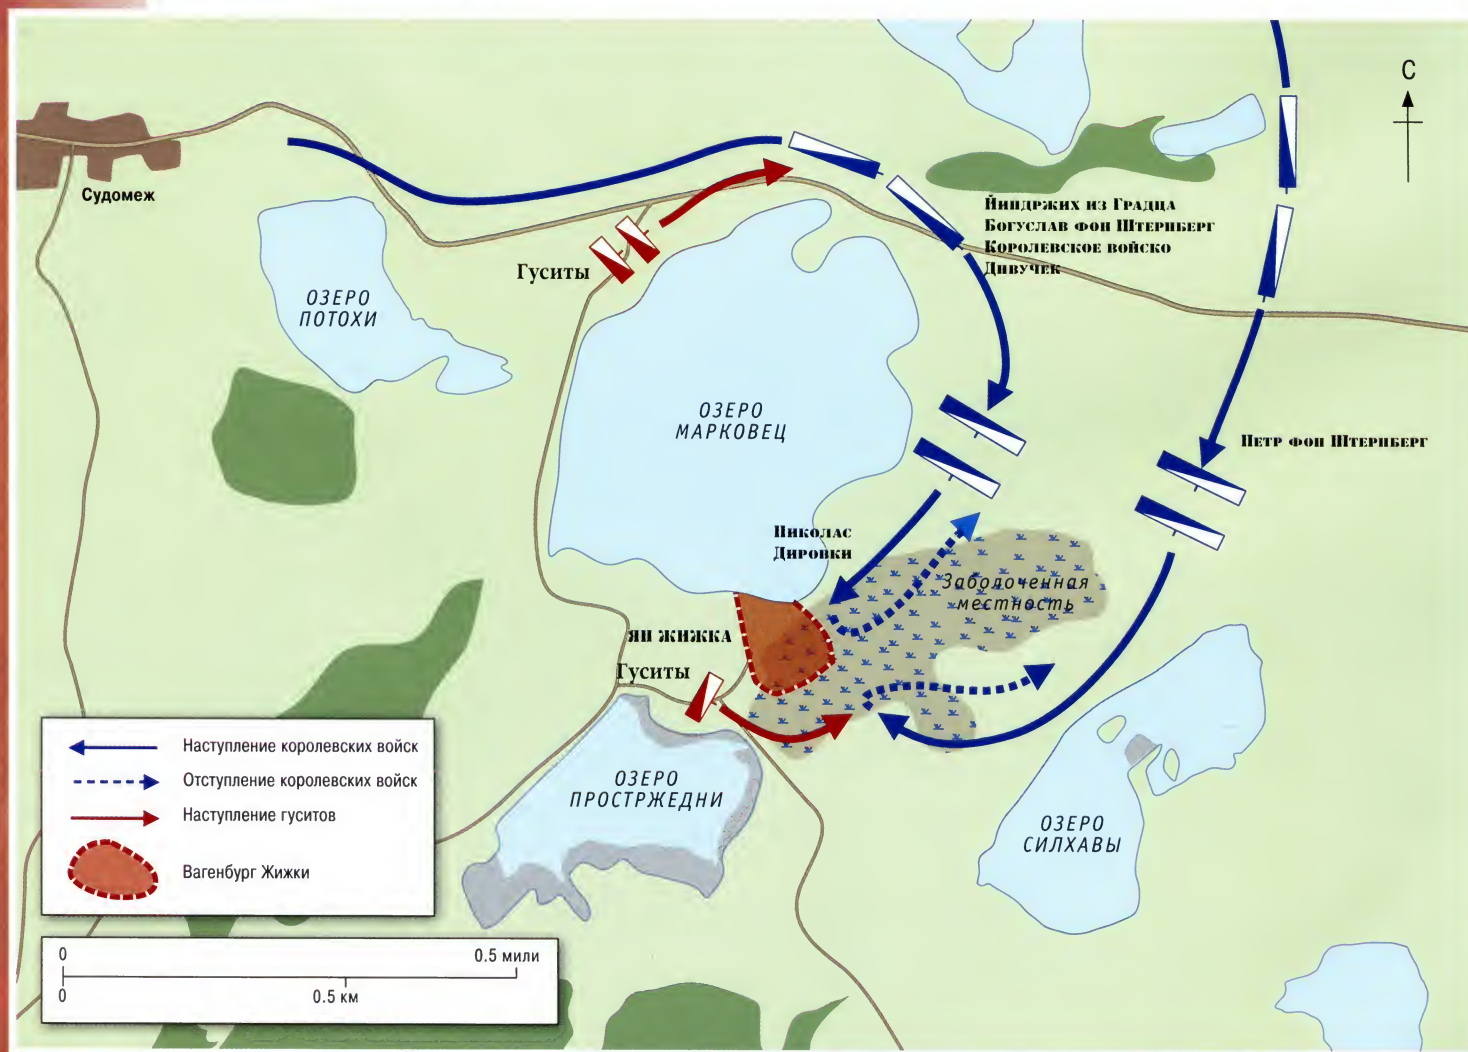 С
Судомеж
Йиндржих из Градца
Богуслав фон Штернберг
Королевское войско
Дивучек
Гуситы
ОЗЕРО
ПОТОХИ
ОЗЕРО
МАРКОВЕЦ
Петр фон Штернберг
Николас
Дировки
Заболоченная
местность
ЯН ЖИЖКА
Гуситы
ОЗЕРО
ПРОСТРЖЕДНИ
ОЗЕРО
СИЛХАВЫ
Наступление королевских войск
Отступление королевских войск
Наступление гуситов
Вагенбург Жижки
0 0.5 мили
0 0.5 км